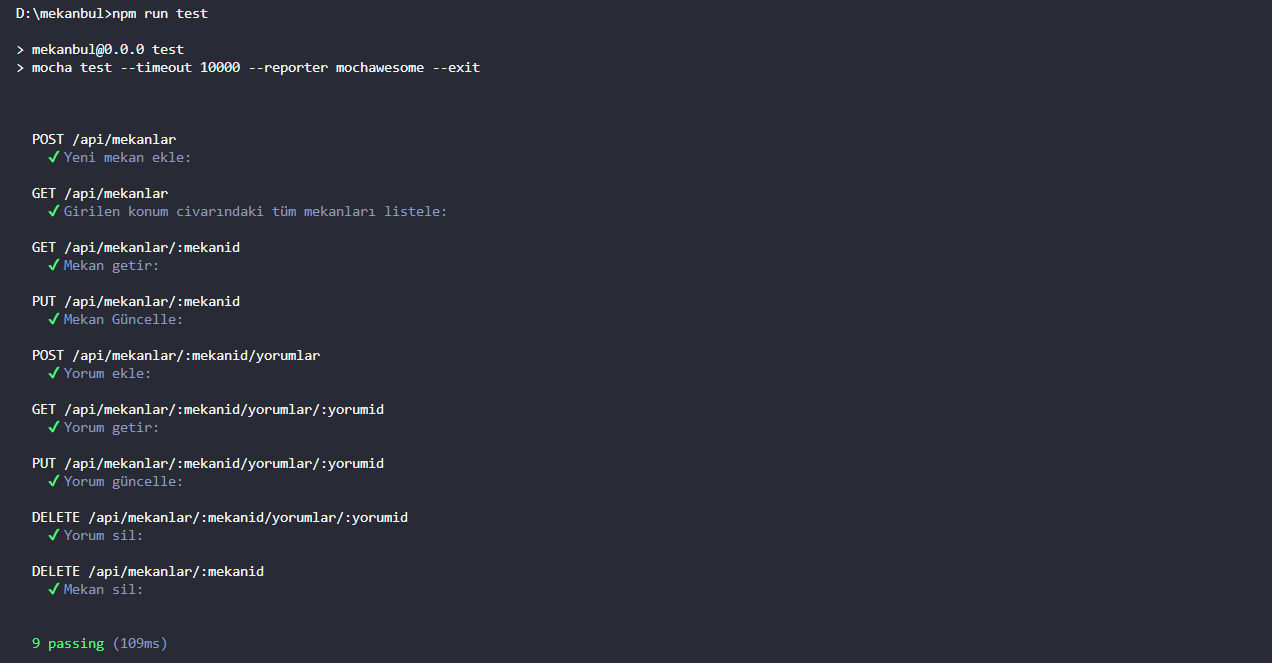 D:\mekanbul>npm run test
> mekanbul@0.0.0 test
> mocha test --timeout 10000 --reporter mochawesome --exit
POST /api/mekanlar
✔ Yeni mekan ekle:
GET /api/mekanlar
✔ Girilen konum civarındaki tüm mekanları listele:
GET /api/mekanlar/:mekanid
✔ Mekan getir:
PUT /api/mekanlar/:mekanid
✔ Mekan Güncelle:
POST /api/mekanlar/:mekanid/yorumlar
✔ Yorum ekle:
GET /api/mekanlar/:mekanid/yorumlar/:yorumid
✔ Yorum getir:
PUT /api/mekanlar/:mekanid/yorumlar/:yorumid
✔ Yorum güncelle:
DELETE /api/mekanlar/:mekanid/yorumlar/:yorumid
✔ Yorum sil:
DELETE /api/mekanlar/:mekanid
✔ Mekan sil:
9 passing (109ms)